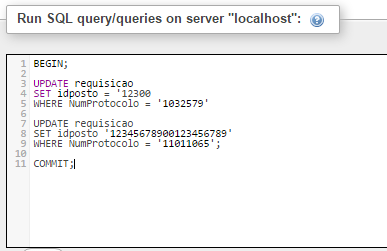 Run SQL query/queries on server "localhost":
1 BEGIN;
2
3 UPDATE requisicao
4 SET idposto = '12300
5 WHERE NumProtocolo = '1032579'
6
7 UPDATE requisicao
8 SET idposto '12345678900123456789'
9 WHERE NumProtocolo = '11011065';
10
11 COMMIT;